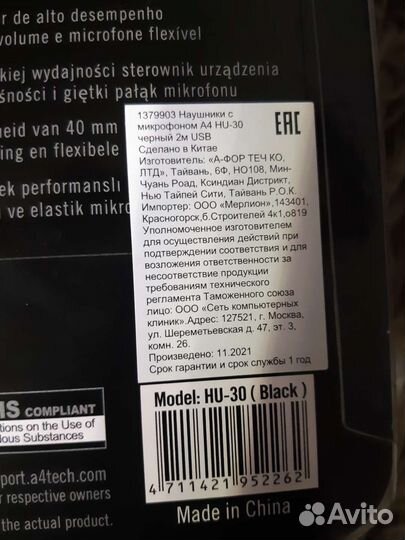 r de alto desempenho
volume e microfone flexível
kiej wydajności sterownik urządzenia
śności i giętki pałąk mikrofonu
heid van 40 mm
ing en flexibele
ek performanslı
ve elastik mikro
1379903 Наушники с
микрофоном A4 HU-30
черный 2м USB
Сделано в Китае
Изготовитель: «А-ФОР ТЕЧ КО,
ЛТД», Тайвань, 6Ф, НО108, Мин-
Чуань Роад, Ксиндиан Дистрикт,
Нью Тайпей Сити, Тайвань Р.О.К.
Импортер: ООО «Мерлион»,143401,
Красногорск,б.Строителей 4к1,о819
Уполномоченное изготовителем
для осуществления действий при
подтверждении соответствия и для
возложения ответственности за
несоответствие продукции
требованиям технического
регламента Таможенного союза
лицо: ООО «Сеть компьютерных
клиник».Адрес: 127521, г. Москва,
ул. Шереметьевская д. 47, эт. 3,
комн. 26.
Произведено: 11.2021
Срок гарантии и срок службы 1 год
EAC
HS COMPLIANT
tions on the Use of
dous Substances
port.a4tech.com
r respective owners
the actual product.
Model: HU-30 ( Black )
4 711421 952262
Made in China
Avito